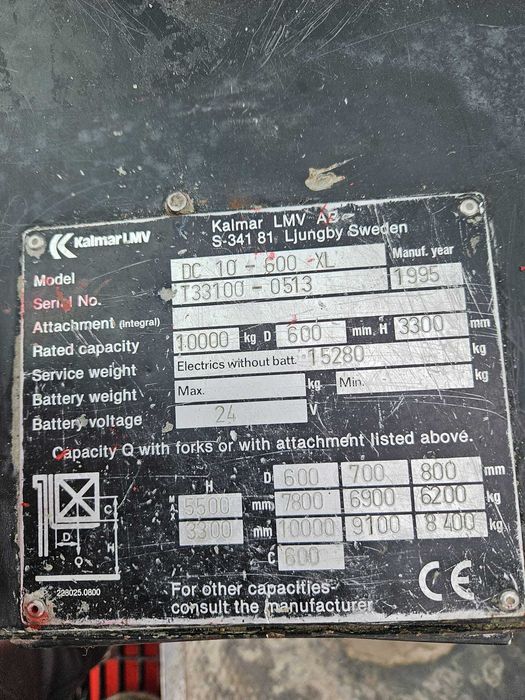 Kalmar LMV
Kalmar LMV AB
S-341 81 Ljungby Sweden
Model DC 10-600 XL Manuf. year
Serial No. T33100-0513 1995
Attachment (integral)
Rated capacity 10000 kg D 600 mm. H 3300 mm
Service weight Electrics without batt. 15280 kg
Battery weight Max. kg Min. kg
Battery voltage 24 V
Capacity Q with forks or with attachment listed above.
H D 600 700 800 mm
MAX 5500 mm 7800 6900 6200 kg
3300 mm 10000 9100 8400 kg
C 600
C
D
Q
H
228025.0800
For other capacities-
consult the manufacturer
CE